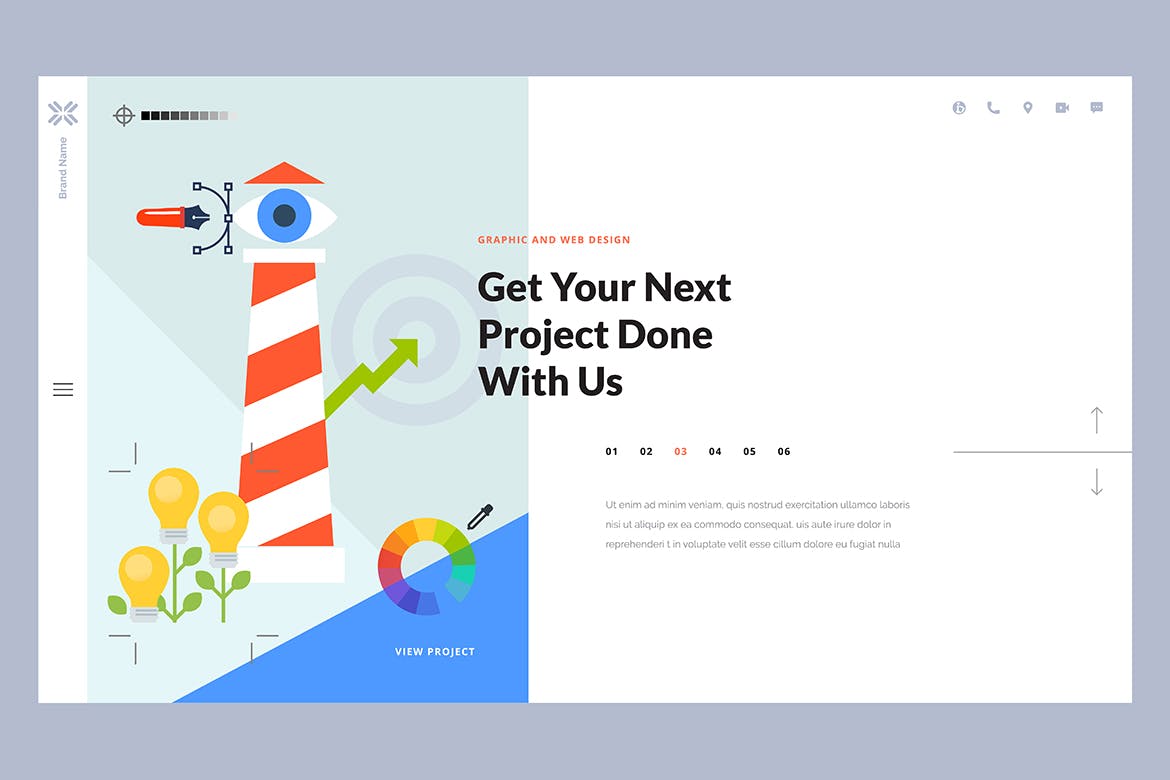 Brand Name
GRAPHIC AND WEB DESIGN
Get Your Next
Project Done
With Us
01 02 03 04 05 06
Ut enim ad minim veniam, quis nostrud exercitation ullamco laboris
nisi ut aliquip ex ea commodo consequat. uis aute irure dolor in
reprehenderi t in voluptate velit esse cillum dolore eu fugiat nulla
VIEW PROJECT